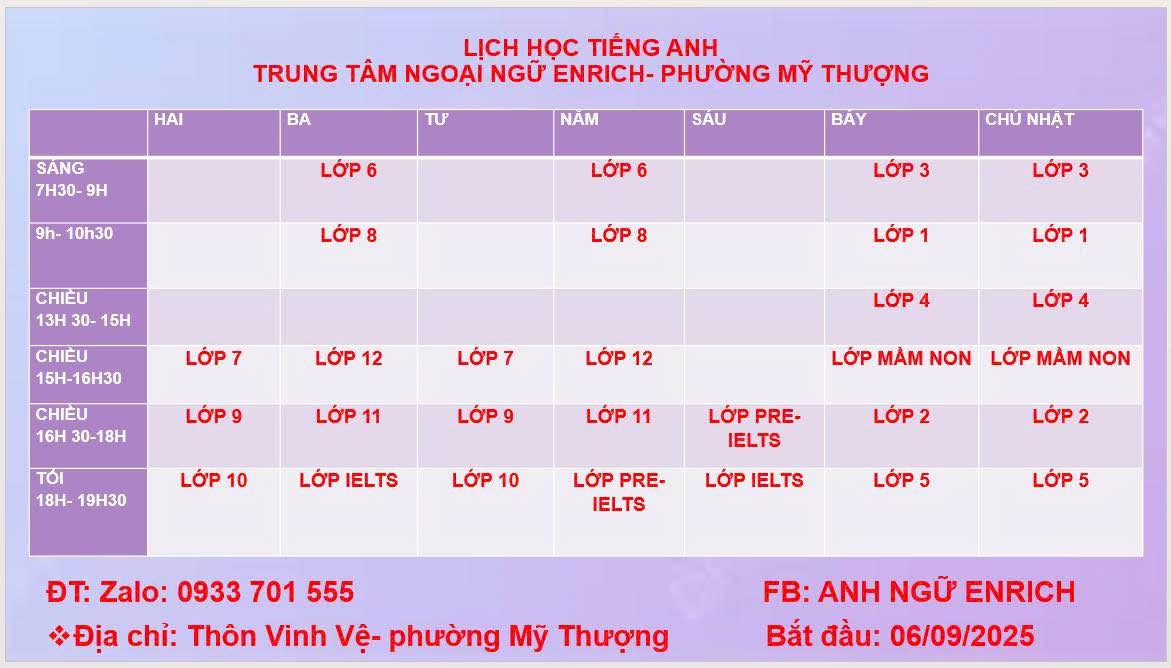 LỊCH HỌC TIẾNG ANH
TRUNG TÂM NGOẠI NGỮ ENRICH- PHƯỜNG MỸ THƯỢNG
HAI BA TƯ NĂM SÁU BẢY CHỦ NHẬT
SÁNG
7H30- 9H
LỚP 6 LỚP 6 LỚP 3 LỚP 3
9h- 10h30 LỚP 8 LỚP 8 LỚP 1 LỚP 1
CHIỀU
13H 30- 15H
LỚP 4 LỚP 4
CHIỀU
15H-16H30
LỚP 7 LỚP 12 LỚP 7 LỚP 12 LỚP MẦM NON LỚP MẦM NON
CHIỀU
16H 30-18H
LỚP 9 LỚP 11 LỚP 9 LỚP 11 LỚP PRE-
IELTS
LỚP 2 LỚP 2
TỐI
18H- 19H30
LỚP 10 LỚP IELTS LỚP 10 LỚP PRE-
IELTS
LỚP IELTS LỚP 5 LỚP 5
ĐT: Zalo: 0933 701 555 FB: ANH NGỮ ENRICH
❖Địa chỉ: Thôn Vinh Vệ- phường Mỹ Thượng Bắt đầu: 06/09/2025